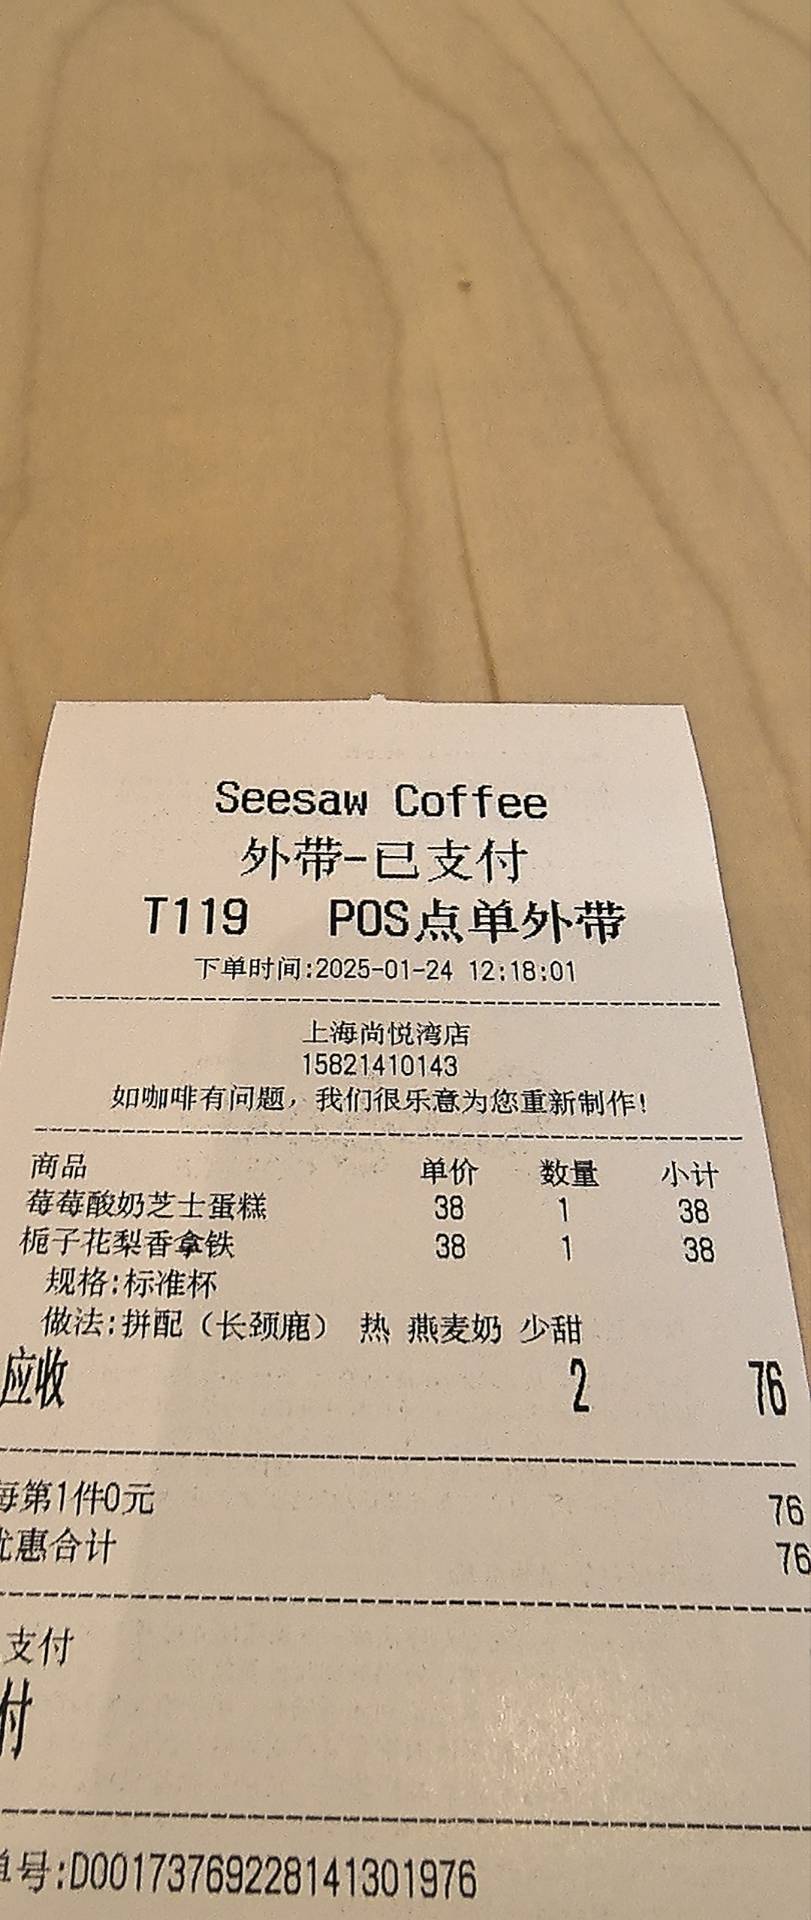 Seesaw Coffee
外带-已支付
T119 POS点单外带
下单时间:2025-01-24 12:18:01
上海尚悦湾店
15821410143
如咖啡有问题，我们很乐意为您重新制作!
商品 单价 数量 小计
莓莓酸奶芝士蛋糕 38 1 38
栀子花梨香拿铁 38 1 38
规格:标准杯
做法:拼配（长颈鹿） 热 燕麦奶 少甜
应收 2 76
每第1件0元 76
优惠合计 76
支付
付
单号:D00173769228141301976